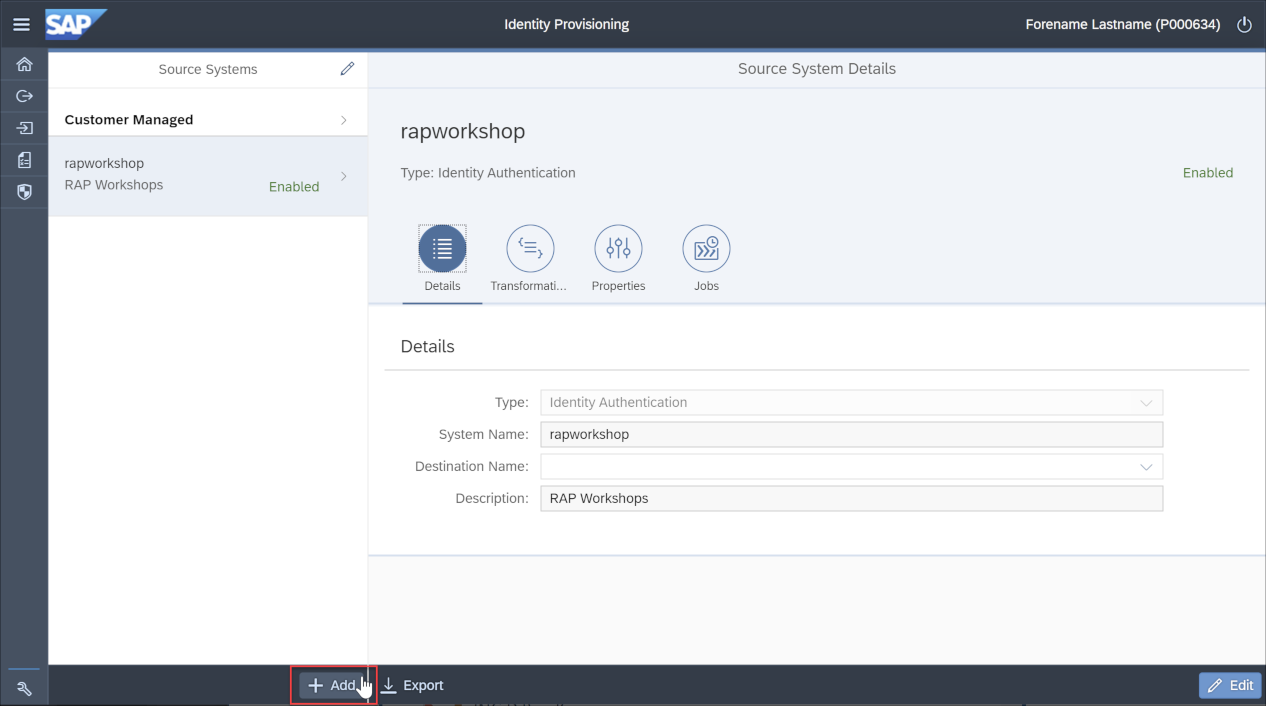 SAP
Identity Provisioning
Forename Lastname (P000634)
Source Systems
Source System Details
Customer Managed
rapworkshop
RAP Workshops
Enabled
rapworkshop
Type: Identity Authentication
Enabled
Details
Transformati...
Properties
Jobs
Details
Type: Identity Authentication
System Name: rapworkshop
Destination Name:
Description: RAP Workshops
Add
Export
Edit